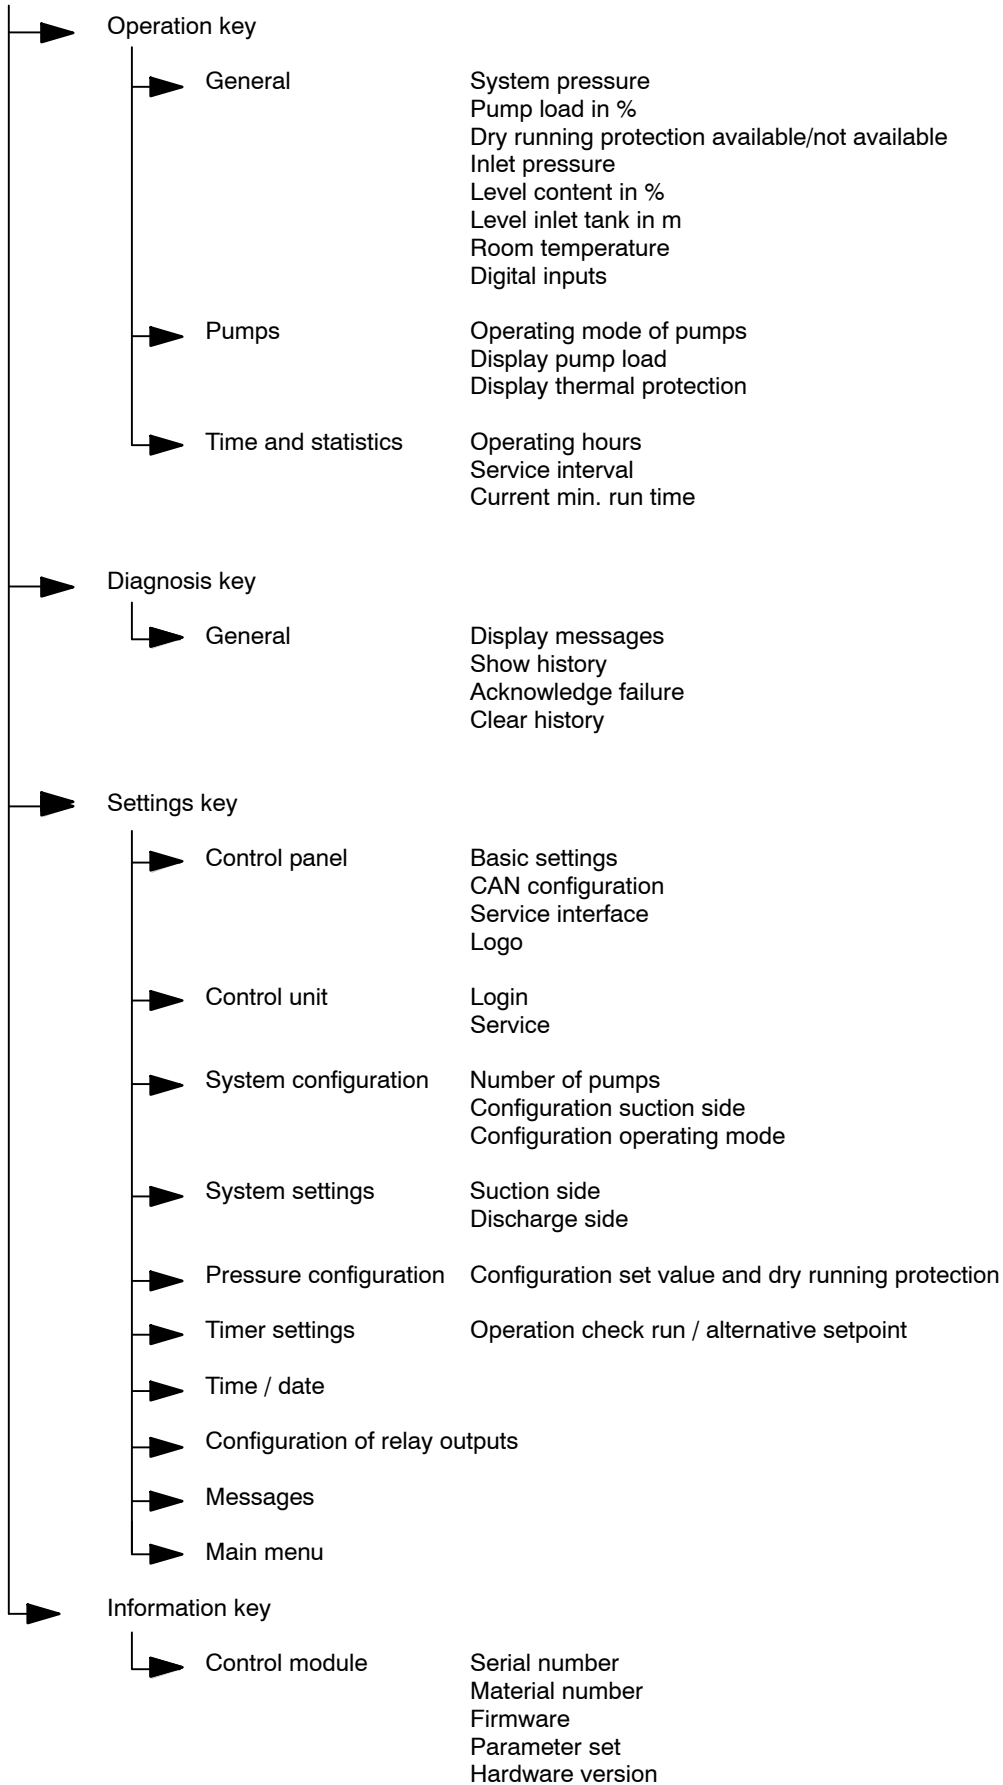 Operation key
General System pressure
Pump load in %
Dry running protection available/not available
Inlet pressure
Level content in %
Level inlet tank in m
Room temperature
Digital inputs
Pumps Operating mode of pumps
Display pump load
Display thermal protection
Time and statistics Operating hours
Service interval
Current min. run time
Diagnosis key
General Display messages
Show history
Acknowledge failure
Clear history
Settings key
Control panel Basic settings
CAN configuration
Service interface
Logo
Control unit Login
Service
System configuration Number of pumps
Configuration suction side
Configuration operating mode
System settings Suction side
Discharge side
Pressure configuration Configuration set value and dry running protection
Timer settings Operation check run / alternative setpoint
Time / date
Configuration of relay outputs
Messages
Main menu
Information key
Control module Serial number
Material number
Firmware
Parameter set
Hardware version